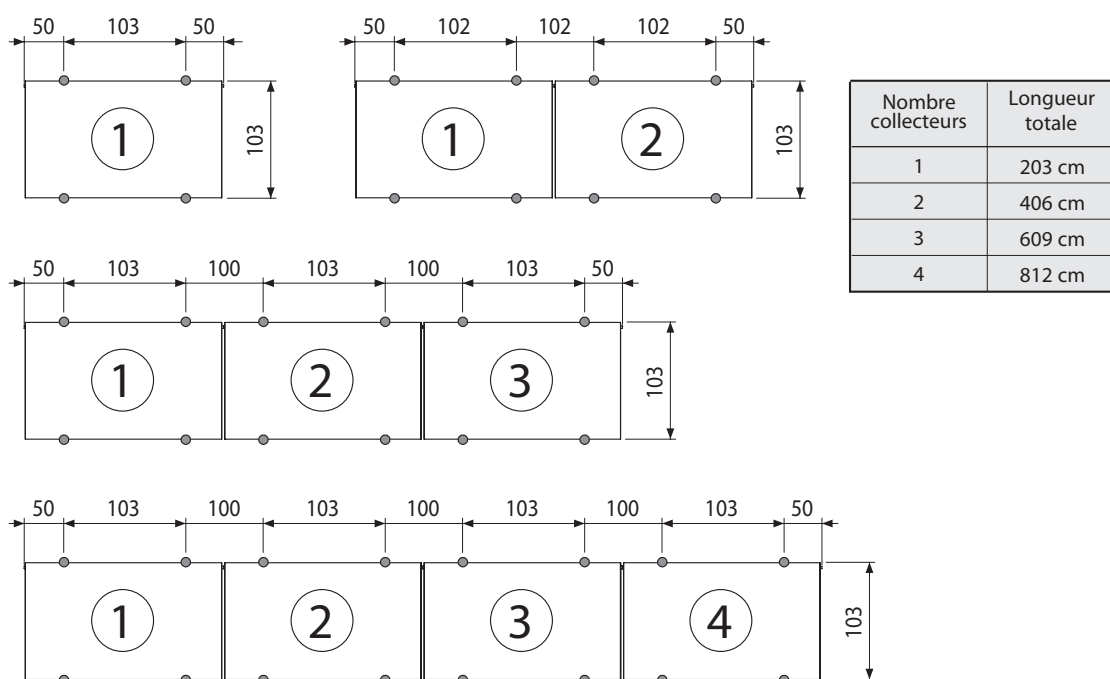 50 103 50
1
103
50 102 102 102 50
1 2
103
Nombre collecteurs Longueur totale
1 203 cm
2 406 cm
3 609 cm
4 812 cm
50 103 100 103 100 103 50
1 2 3
103
50 103 100 103 100 103 100 103 50
1 2 3 4
103